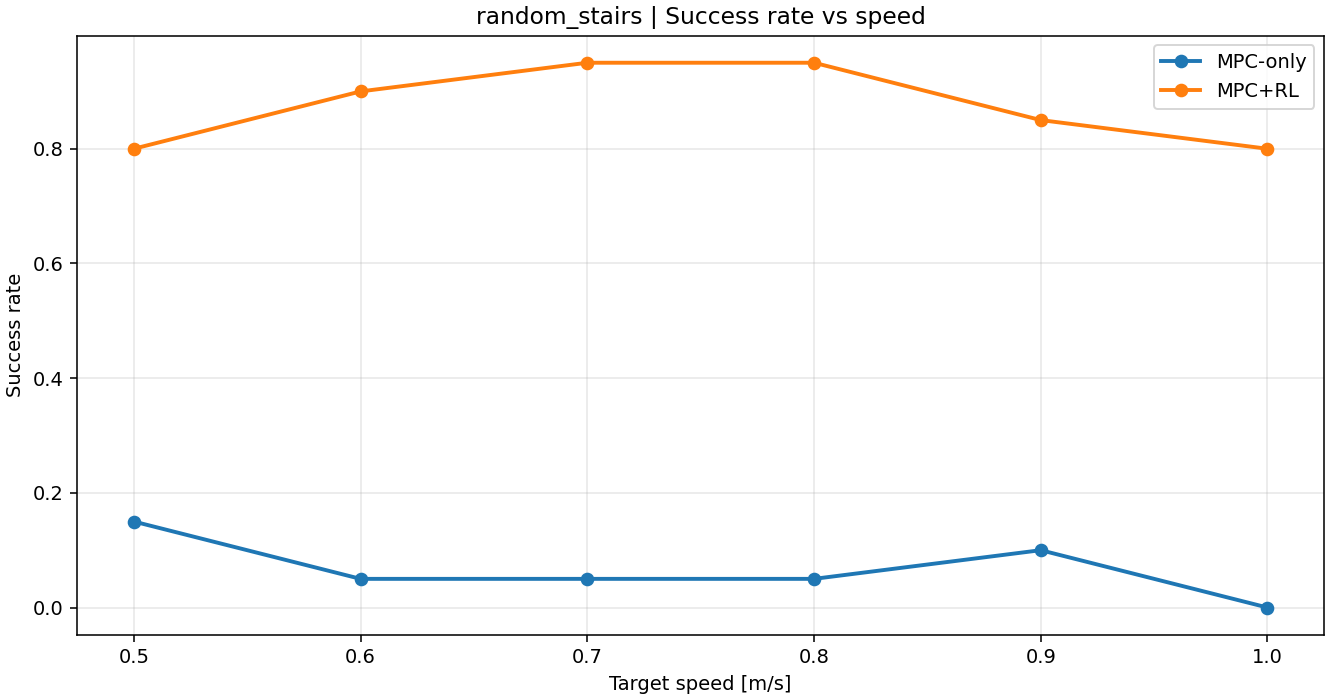 random_stairs | Success rate vs speed
MPC-only
MPC+RL
Success rate
0.8
0.6
0.4
0.2
0.0
0.5 0.6 0.7 0.8 0.9 1.0
Target speed [m/s]